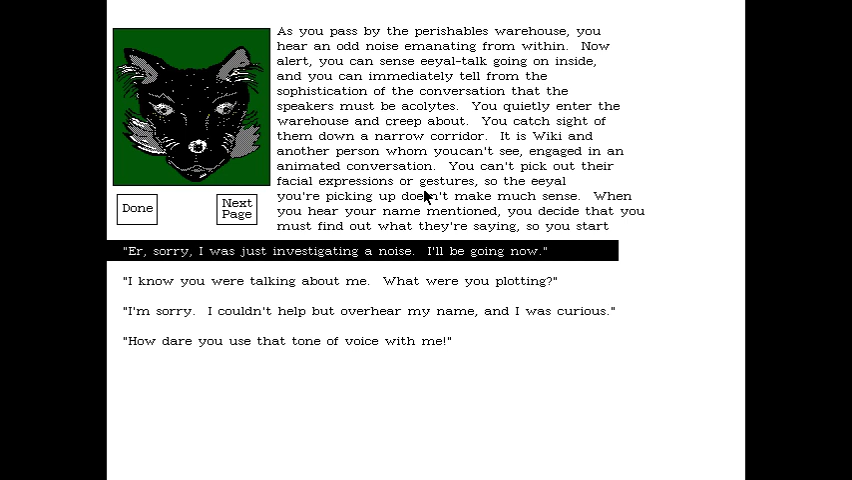 As you pass by the perishables warehouse, you
hear an odd noise emanating from within.  Now
alert, you can sense eeyal-talk going on inside,
and you can immediately tell from the
sophistication of the conversation that the
speakers must be acolytes.  You quietly enter the
warehouse and creep about.  You catch sight of
them down a narrow corridor.  It is Wiki and
another person whom youcan't see, engaged in an
animated conversation.  You can't pick out their
facial expressions or gestures, so the eeyal
you're picking up doesn't make much sense.  When
you hear your name mentioned, you decide that you
must find out what they're saying, so you start
Done
Next
Page
"Er, sorry, I was just investigating a noise.  I'll be going now."
"I know you were talking about me.  What were you plotting?"
"I'm sorry.  I couldn't help but overhear my name, and I was curious."
"How dare you use that tone of voice with me!"